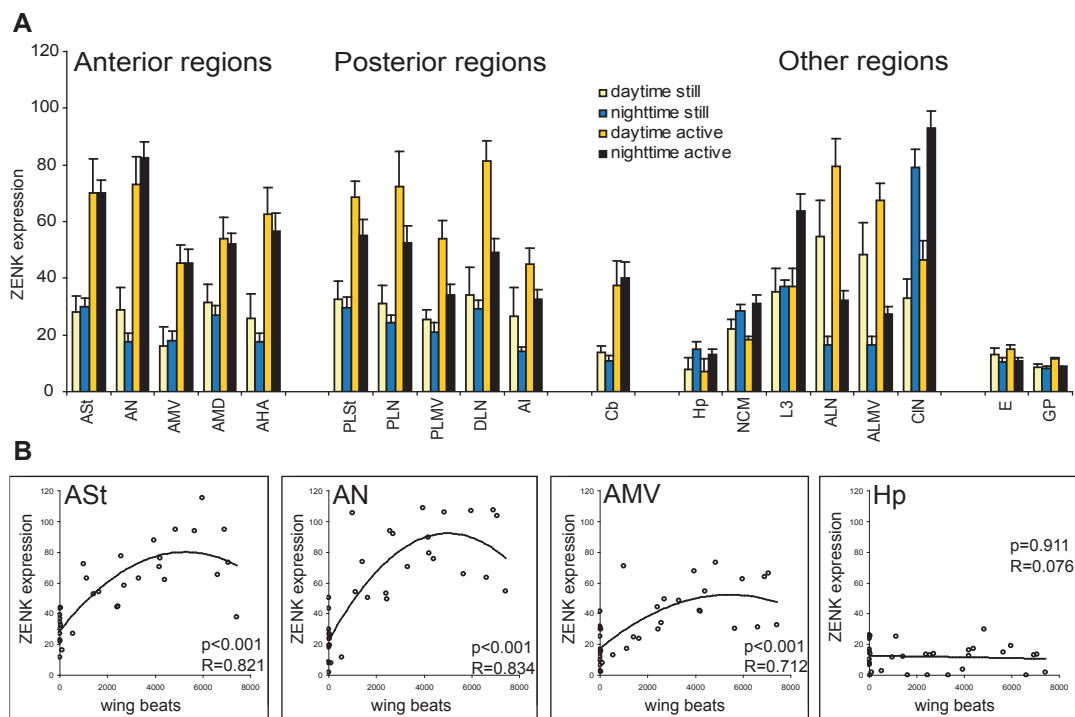 A
Anterior regions Posterior regions Other regions
daytime still
nighttime still
daytime active
nighttime active
ZENK expression
120
100
80
60
40
20
0
ASt AN AMV AMD AHA PLSt PLN PLMV DLN AI Cb Hp NCM L3 ALN ALMV ClN E GP
B
ASt
ZENK expression
120
100
80
60
40
20
0
p<0.001
R=0.821
0 2000 4000 6000 8000
wing beats
AN
ZENK expression
120
100
80
60
40
20
0
p<0.001
R=0.834
0 2000 4000 6000 8000
wing beats
AMV
ZENK expression
120
100
80
60
40
20
0
p<0.001
R=0.712
0 2000 4000 6000 8000
wing beats
Hp
ZENK expression
120
100
80
60
40
20
0
p=0.911
R=0.076
0 2000 4000 6000 8000
wing beats